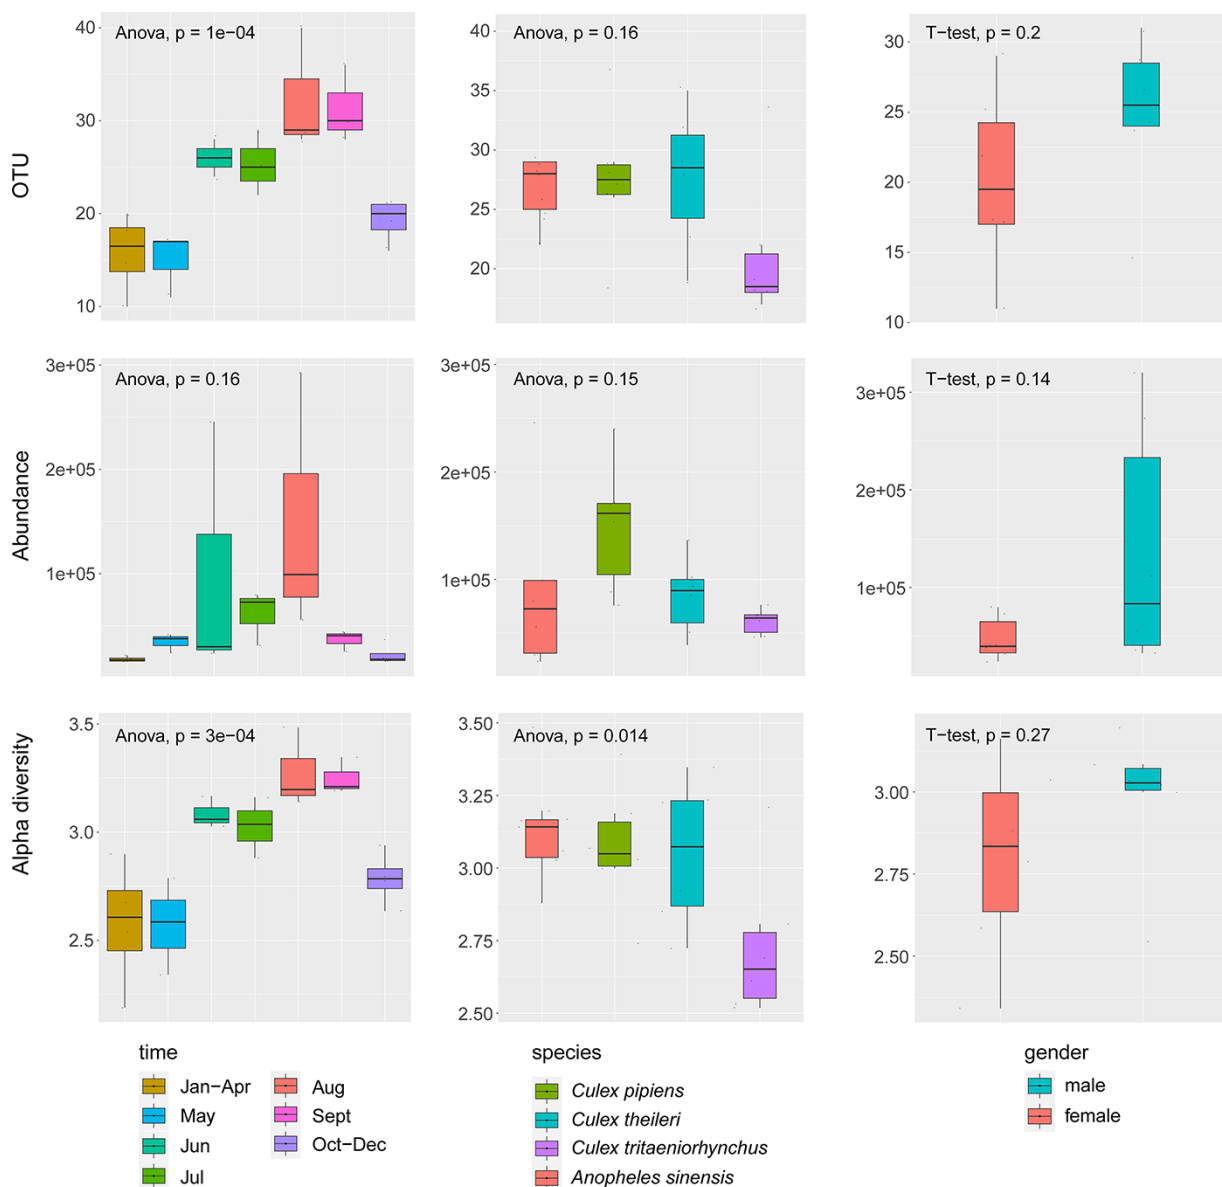 Anova, p = 1e−04
40
30
20
10
OTU
Anova, p = 0.16
40
35
30
25
20
T−test, p = 0.2
30
25
20
15
10
Anova, p = 0.16
3e+05
2e+05
1e+05
Abundance
Anova, p = 0.15
3e+05
2e+05
1e+05
T−test, p = 0.14
3e+05
2e+05
1e+05
Anova, p = 3e−04
3.5
3.0
2.5
Alpha diversity
Anova, p = 0.014
3.50
3.25
3.00
2.75
2.50
T−test, p = 0.27
3.00
2.75
2.50
time
Jan−Apr
May
Jun
Jul
Aug
Sept
Oct−Dec
species
Culex pipiens
Culex theileri
Culex tritaeniorhynchus
Anopheles sinensis
gender
male
female